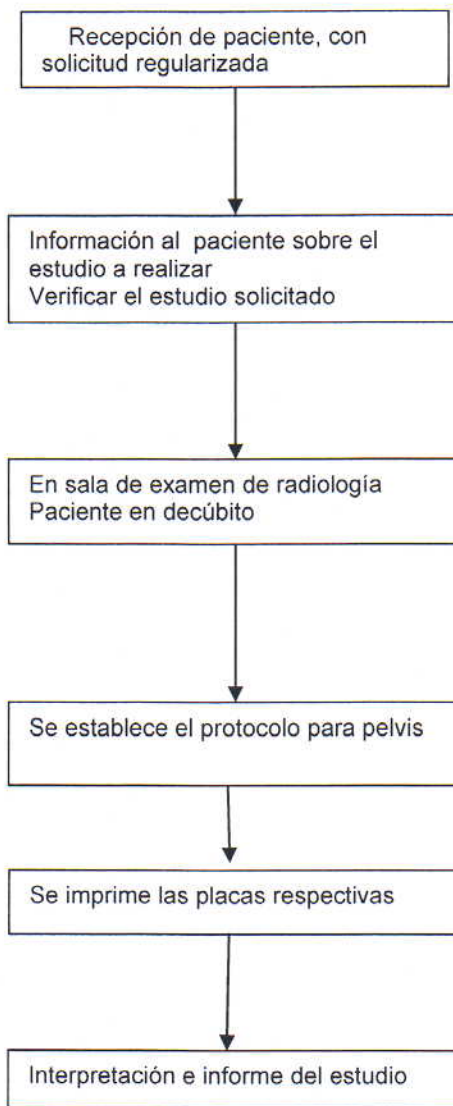 Recepción de paciente, con
solicitud regularizada
Información al paciente sobre el
estudio a realizar
Verificar el estudio solicitado
En sala de examen de radiología
Paciente en decúbito
Se establece el protocolo para pelvis
Se imprime las placas respectivas
Interpretación e informe del estudio